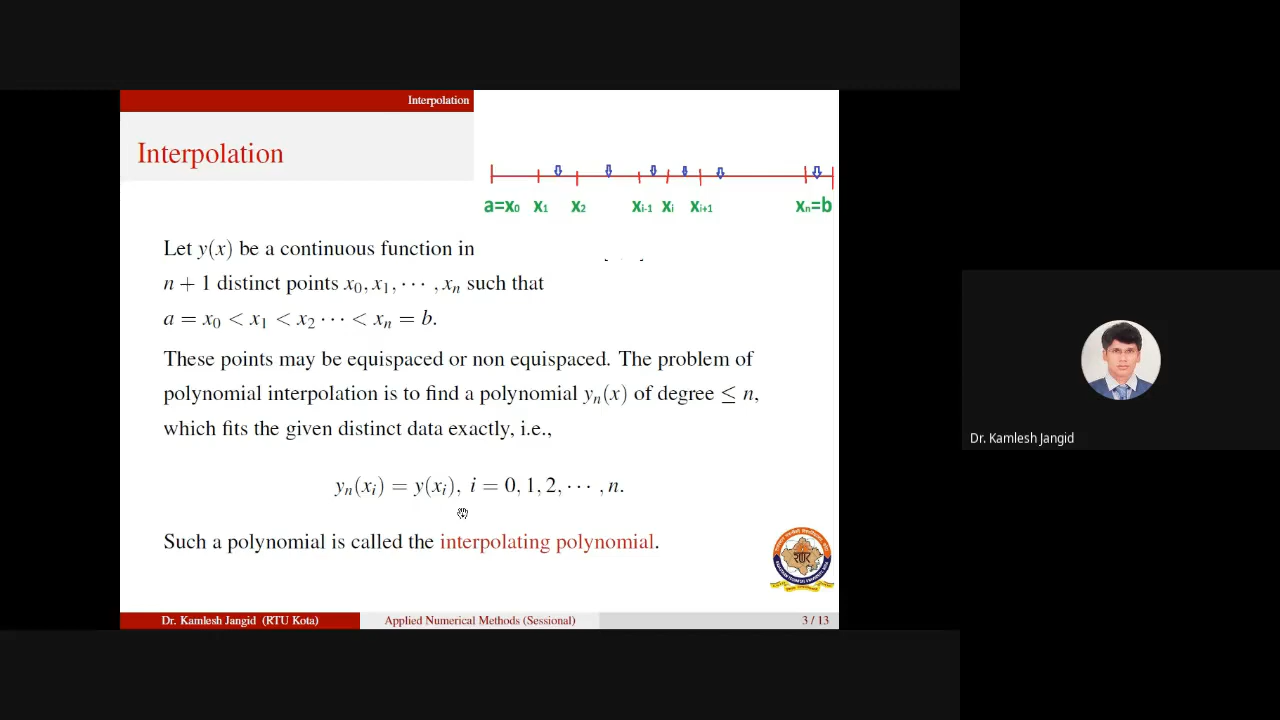 Interpolation
Interpolation
a=x₀ x₁ x₂ xᵢ₋₁ xᵢ xᵢ₊₁ xₙ=b
Let y(x) be a continuous function in
n + 1 distinct points x₀, x₁, ⋯ , xₙ such that
a = x₀ < x₁ < x₂ ⋯ < xₙ = b.
These points may be equispaced or non equispaced. The problem of
polynomial interpolation is to find a polynomial yₙ(x) of degree ≤ n,
which fits the given distinct data exactly, i.e.,
yₙ(xᵢ) = y(xᵢ), i = 0, 1, 2, ⋯ , n.
Such a polynomial is called the interpolating polynomial.
Dr. Kamlesh Jangid (RTU Kota) Applied Numerical Methods (Sessional) 3 / 13
Dr. Kamlesh Jangid